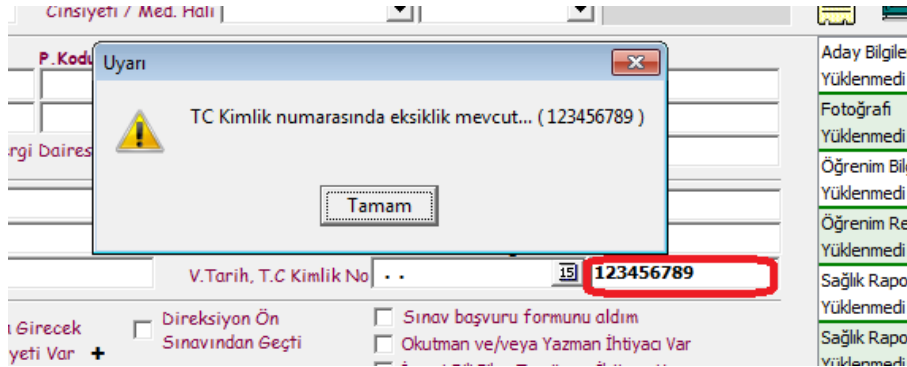 Cinsiyeti / Med. Hali
P.Kodu
Uyarı
TC Kimlik numarasında eksiklik mevcut... ( 123456789 )
Tamam
V.Tarih, T.C Kimlik No . . 15 123456789
Direksiyon Ön
Sınavından Geçti
Girecek
yeti Var +
Sınav başvuru formunu aldım
Okutman ve/veya Yazman İhtiyacı Var
Aday Bilgile
Yüklenmedi
Fotoğrafi
Yüklenmedi
Öğrenim Bil
Yüklenmedi
Öğrenim Re
Yüklenmedi
Sağlık Rapo
Yüklenmedi
Sağlık Rapo
Yüklenmedi
rgi Daires